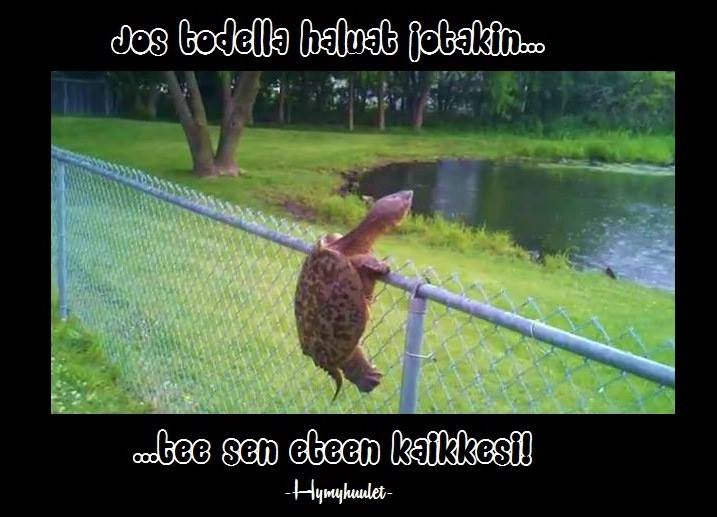 Jos todella haluat jotakin...
...tee sen eteen kaikkesi!
-Hymyhuulet-